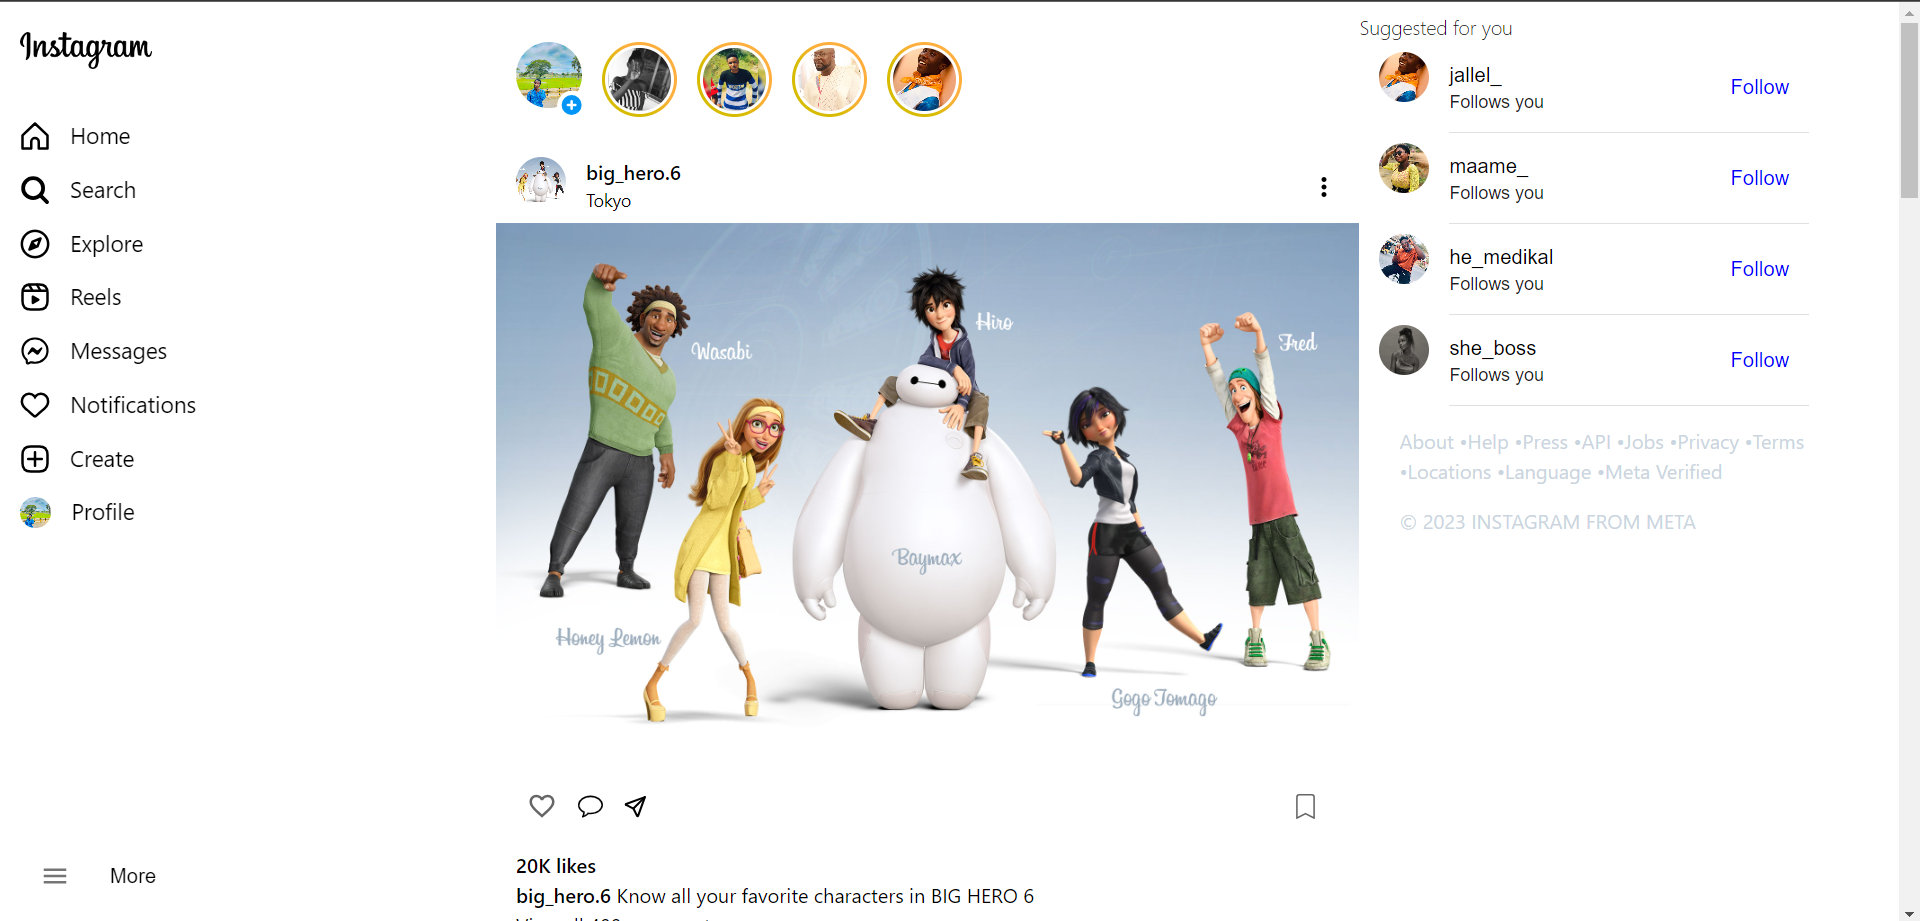 Instagram
Home
Search
Explore
Reels
Messages
Notifications
Create
Profile
More
big_hero.6
Tokyo
Wasabi
Hiro
Fred
Baymax
Honey Lemon
Gogo Tomago
20K likes
big_hero.6 Know all your favorite characters in BIG HERO 6
Suggested for you
jallel_
Follows you
Follow
maame_
Follows you
Follow
he_medikal
Follows you
Follow
she_boss
Follows you
Follow
About •Help •Press •API •Jobs •Privacy •Terms
•Locations •Language •Meta Verified
© 2023 INSTAGRAM FROM META